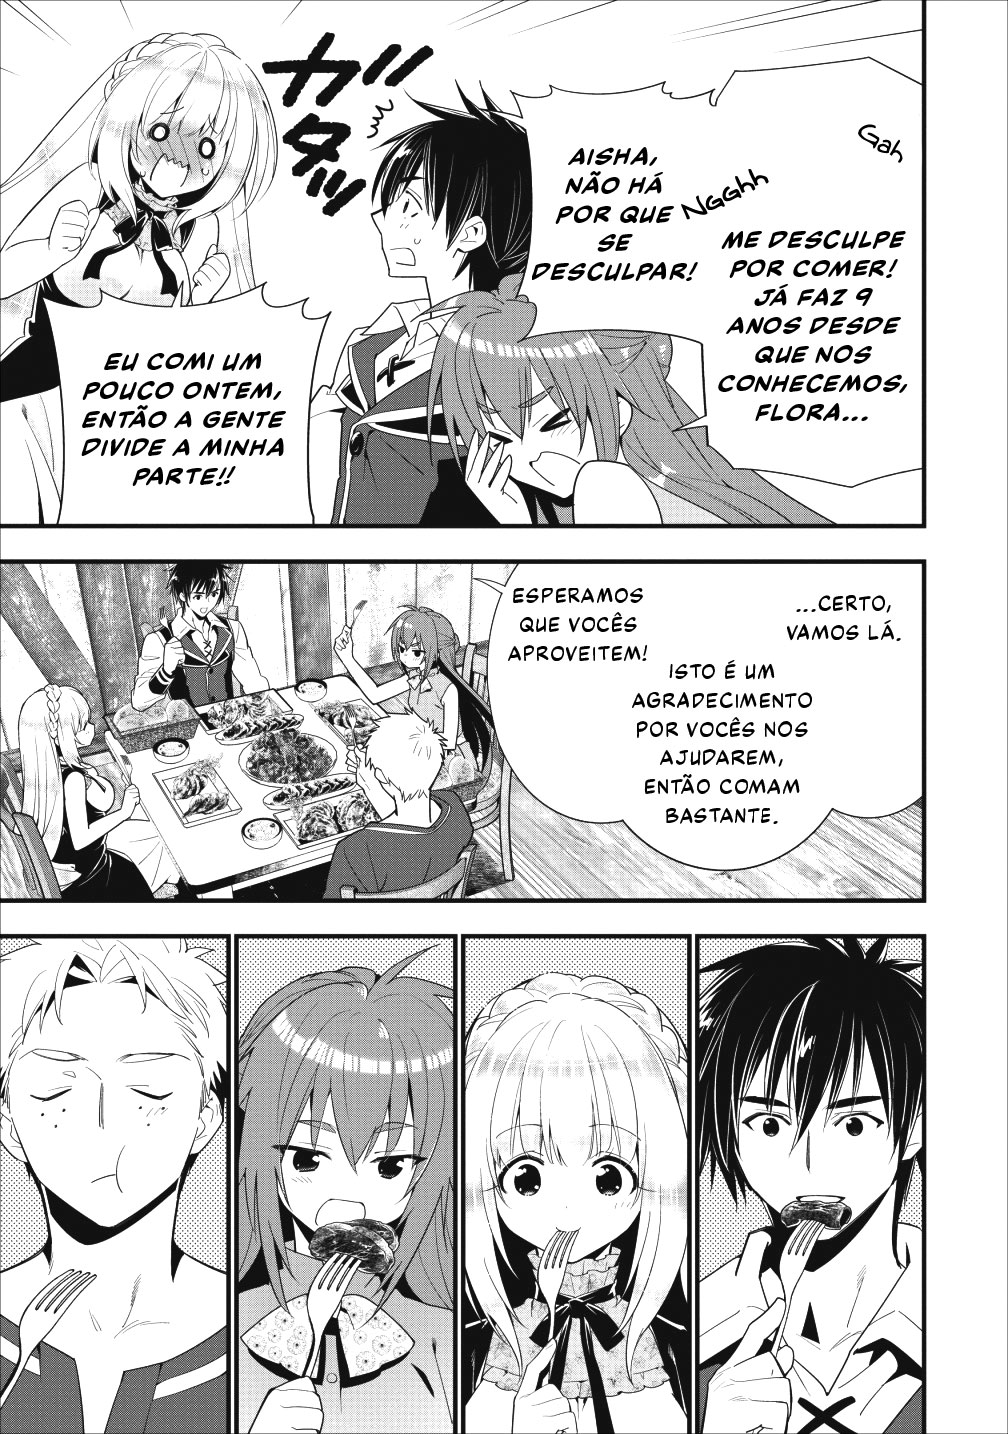 Gah
ME DESCULPE
POR COMER!
JÁ FAZ 9
ANOS DESDE
QUE NOS
CONHECEMOS,
FLORA...
NGGHH
AISHA,
NÃO HÁ
POR QUE
SE
DESCULPAR!
ガタッ
EU COMI UM
POUCO ONTEM,
ENTÃO A GENTE
DIVIDE A MINHA
PARTE!!
...CERTO,
VAMOS LÁ.
ISTO É UM
AGRADECIMENTO
POR VOCÊS NOS
AJUDAREM,
ENTÃO COMAM
BASTANTE.
ESPERAMOS
QUE VOCÊS
APROVEITEM!